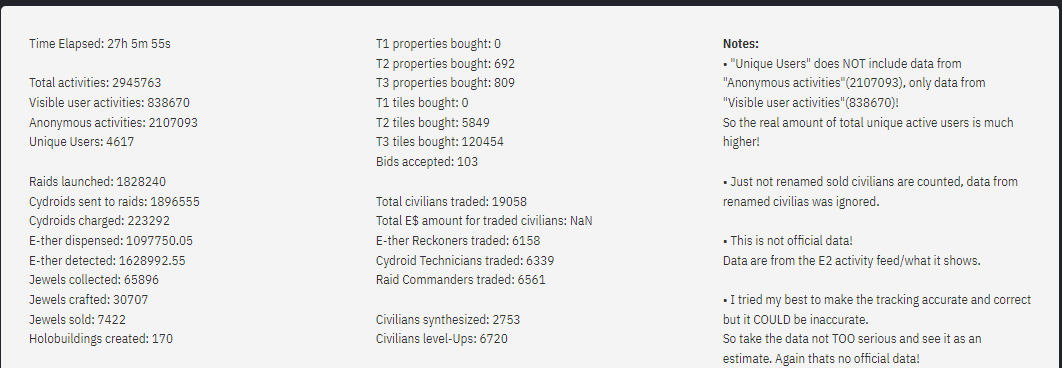 Time Elapsed: 27h 5m 55s
Total activities: 2945763
Visible user activities: 838670
Anonymous activities: 2107093
Unique Users: 4617
Raids launched: 1828240
Cydroids sent to raids: 1896555
Cydroids charged: 223292
E-ther dispensed: 1097750.05
E-ther detected: 1628992.55
Jewels collected: 65896
Jewels crafted: 30707
Jewels sold: 7422
Holobuildings created: 170
T1 properties bought: 0
T2 properties bought: 692
T3 properties bought: 809
T1 tiles bought: 0
T2 tiles bought: 5849
T3 tiles bought: 120454
Bids accepted: 103
Total civilians traded: 19058
Total E$ amount for traded civilians: NaN
E-ther Reckoners traded: 6158
Cydroid Technicians traded: 6339
Raid Commanders traded: 6561
Civilians synthesized: 2753
Civilians level-Ups: 6720
Notes:
• "Unique Users" does NOT include data from
"Anonymous activities"(2107093), only data from
"Visible user activities"(838670)!
So the real amount of total unique active users is much
higher!
• Just not renamed sold civilians are counted, data from
renamed civilias was ignored.
• This is not official data!
Data are from the E2 activity feed/what it shows.
• I tried my best to make the tracking accurate and correct
but it COULD be inaccurate.
So take the data not TOO serious and see it as an
estimate. Again thats no official data!